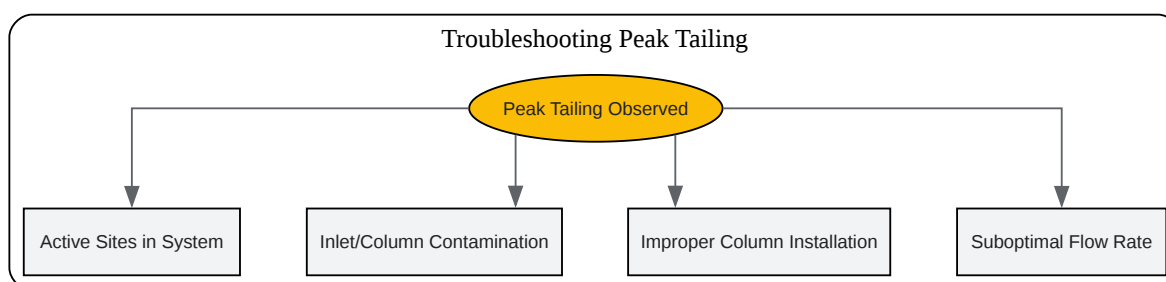 Troubleshooting Peak Tailing
Peak Tailing Observed
Active Sites in System
Inlet/Column Contamination
Improper Column Installation
Suboptimal Flow Rate